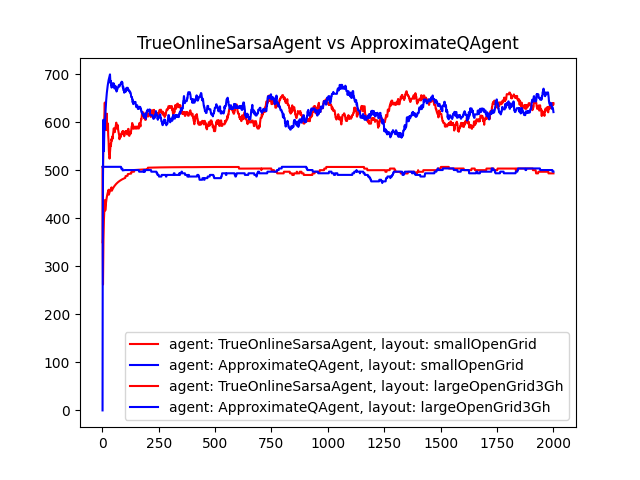 TrueOnlineSarsaAgent vs ApproximateQAgent
700
600
500
400
300
200
100
0
agent: TrueOnlineSarsaAgent, layout: smallOpenGrid
agent: ApproximateQAgent, layout: smallOpenGrid
agent: TrueOnlineSarsaAgent, layout: largeOpenGrid3Gh
agent: ApproximateQAgent, layout: largeOpenGrid3Gh
0 250 500 750 1000 1250 1500 1750 2000